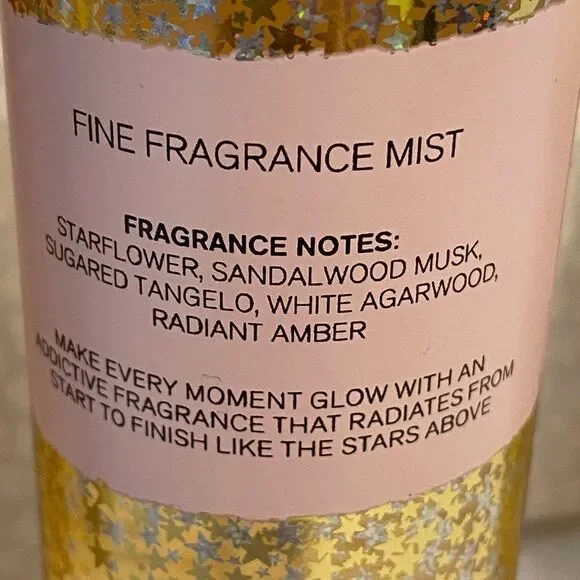 FINE FRAGRANCE MIST
FRAGRANCE NOTES:
STARFLOWER, SANDALWOOD MUSK,
SUGARED TANGELO, WHITE AGARWOOD,
RADIANT AMBER
MAKE EVERY MOMENT GLOW WITH AN
ADDICTIVE FRAGRANCE THAT RADIATES FROM
START TO FINISH LIKE THE STARS ABOVE